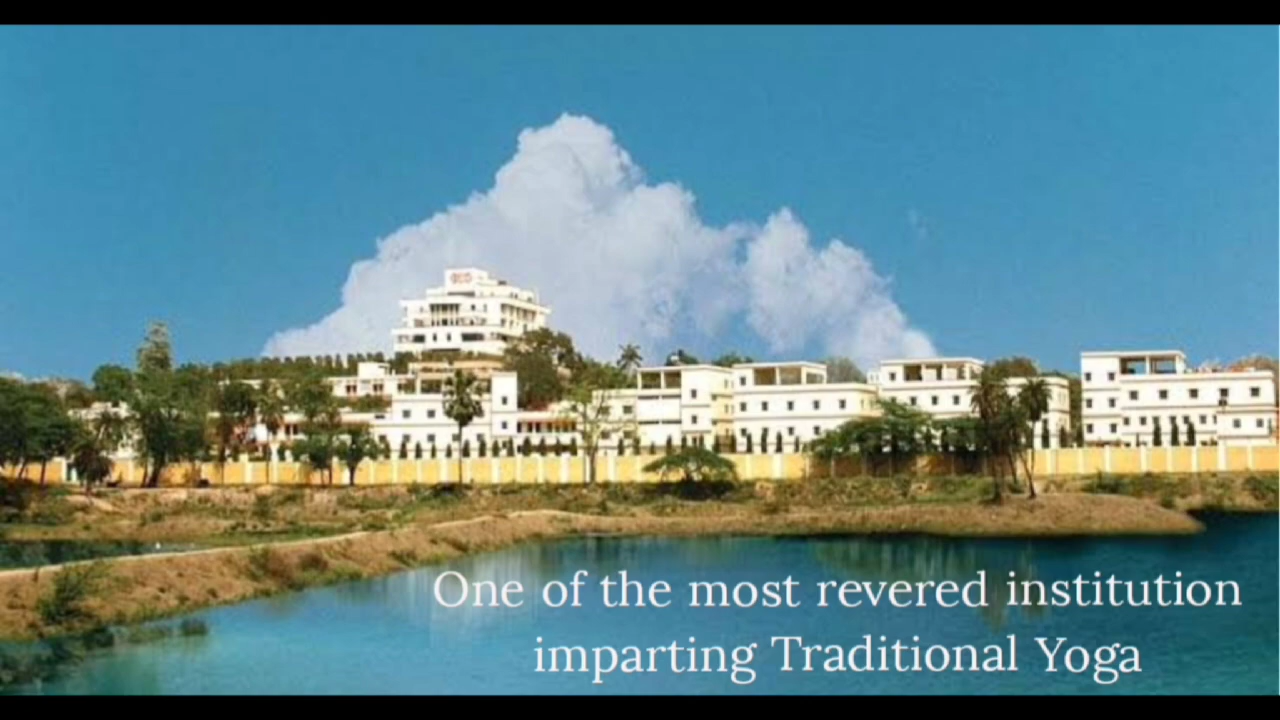 One of the most revered institution
imparting Traditional Yoga